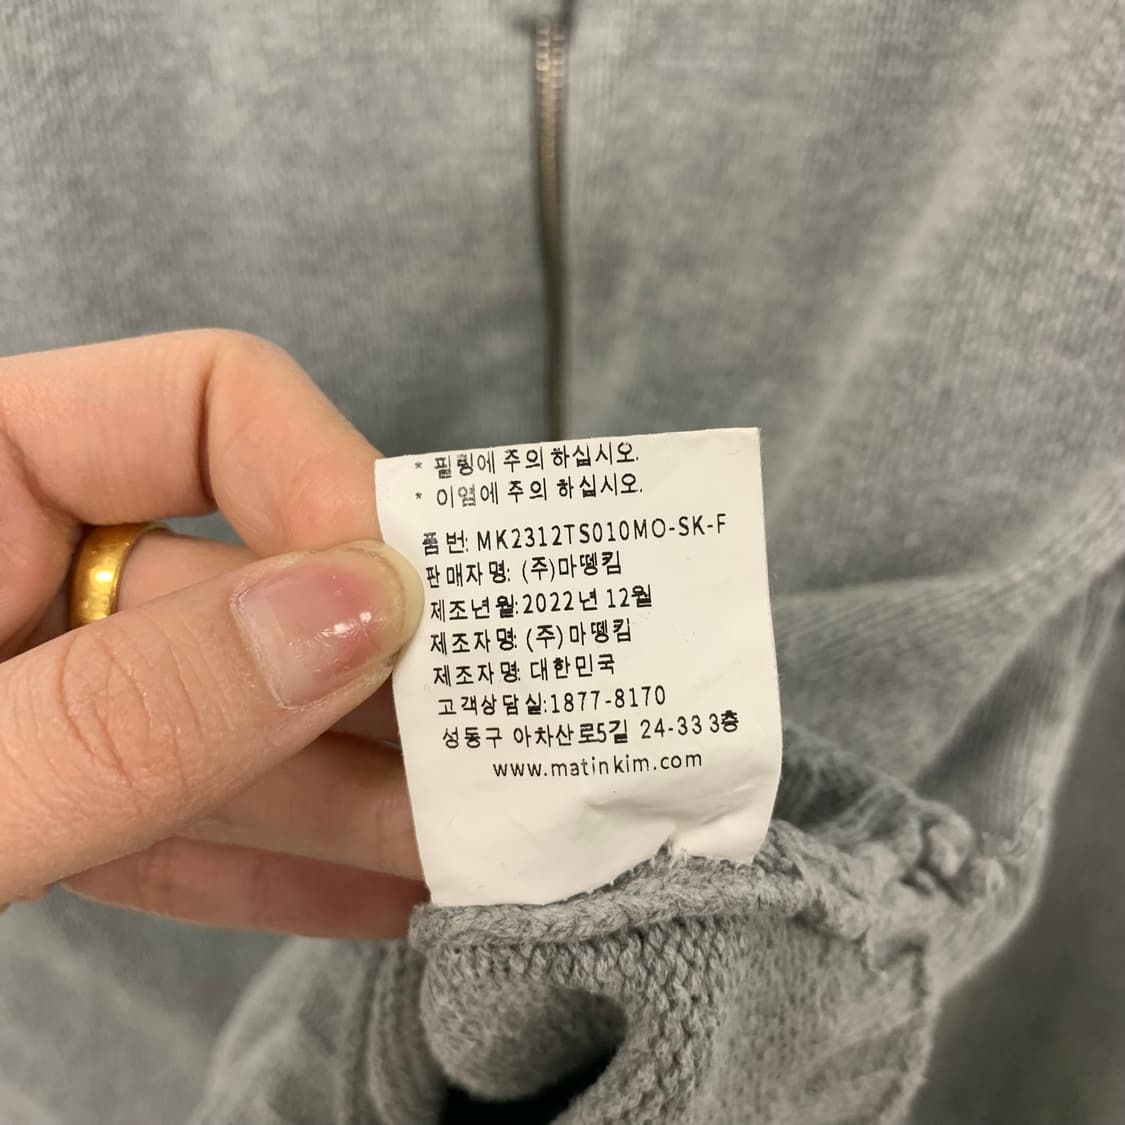 * 필링에 주의 하십시오.
* 이염에 주의 하십시오.
품 번: MK2312TS010MO-SK-F
판매자명: (주)마뗑킴
제조년월:2022년 12월
제조자명: (주)마뗑킴
제조자명: 대한민국
고객상담실:1877-8170
성동구 아차산로5길 24-33 3층
www.matinkim.com